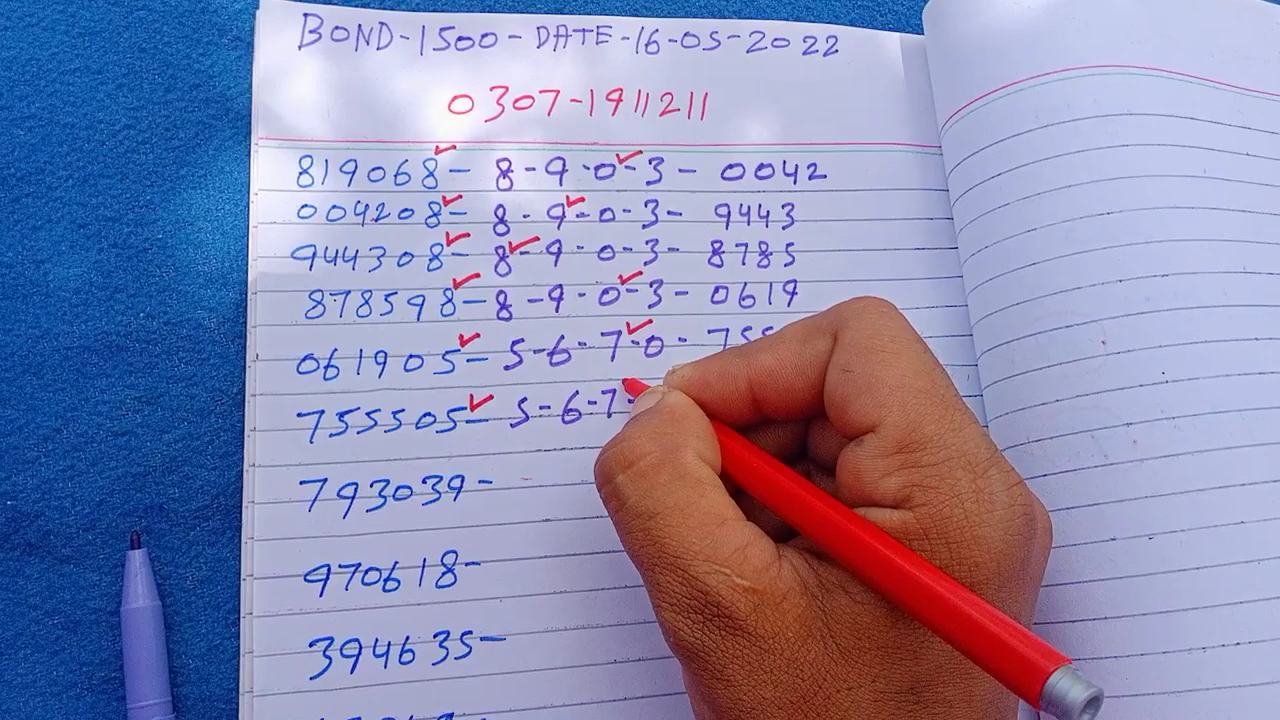 BOND-1500-DATE-16-05-2022
0307-1911211
819068- 8-9-0-3- 0042
004208- 8-9-0-3- 9443
944308- 8-9-0-3- 8785
878598-8-9-0-3- 0619
061905- 5-6-7-0- 755
755505- 5-6-7-
793039-
970618-
394635-